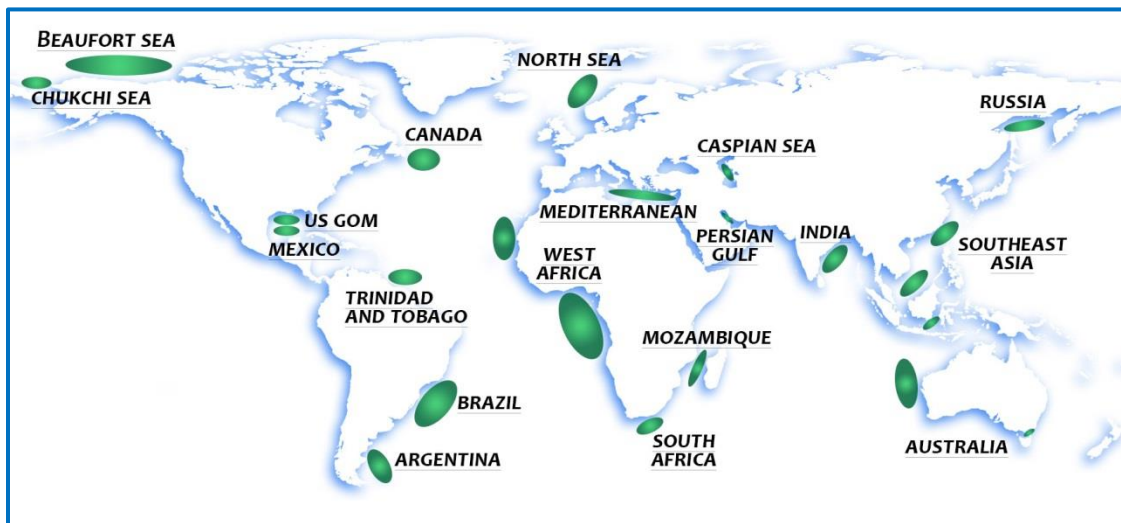 BEAUFORT SEA
CHUKCHI SEA
NORTH SEA
RUSSIA
CANADA
CASPIAN SEA
US GOM
MEXICO
MEDITERRANEAN
PERSIAN
GULF
INDIA
SOUTHEAST
ASIA
WEST
AFRICA
TRINIDAD
AND TOBAGO
MOZAMBIQUE
BRAZIL
SOUTH
AFRICA
AUSTRALIA
ARGENTINA